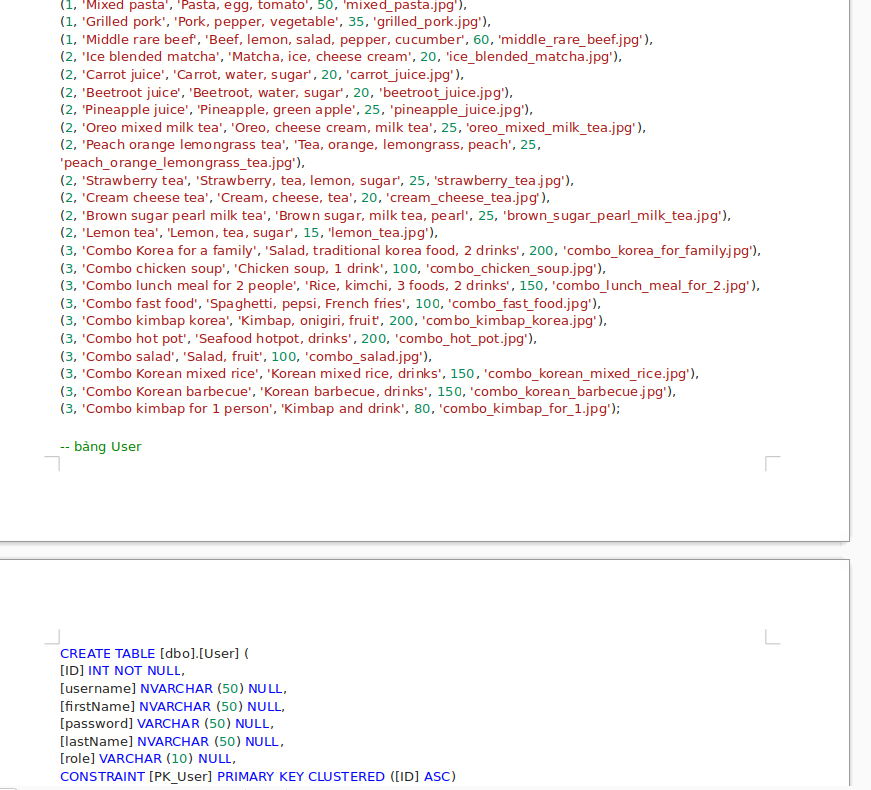 (1, 'Mixed pasta', 'Pasta, egg, tomato', 50, 'mixed_pasta.jpg'),
(1, 'Grilled pork', 'Pork, pepper, vegetable', 35, 'grilled_pork.jpg'),
(1, 'Middle rare beef', 'Beef, lemon, salad, pepper, cucumber', 60, 'middle_rare_beef.jpg'),
(2, 'Ice blended matcha', 'Matcha, ice, cheese cream', 20, 'ice_blended_matcha.jpg'),
(2, 'Carrot juice', 'Carrot, water, sugar', 20, 'carrot_juice.jpg'),
(2, 'Beetroot juice', 'Beetroot, water, sugar', 20, 'beetroot_juice.jpg'),
(2, 'Pineapple juice', 'Pineapple, green apple', 25, 'pineapple_juice.jpg'),
(2, 'Oreo mixed milk tea', 'Oreo, cheese cream, milk tea', 25, 'oreo_mixed_milk_tea.jpg'),
(2, 'Peach orange lemongrass tea', 'Tea, orange, lemongrass, peach', 25,
'peach_orange_lemongrass_tea.jpg'),
(2, 'Strawberry tea', 'Strawberry, tea, lemon, sugar', 25, 'strawberry_tea.jpg'),
(2, 'Cream cheese tea', 'Cream, cheese, tea', 20, 'cream_cheese_tea.jpg'),
(2, 'Brown sugar pearl milk tea', 'Brown sugar, milk tea, pearl', 25, 'brown_sugar_pearl_milk_tea.jpg'),
(2, 'Lemon tea', 'Lemon, tea, sugar', 15, 'lemon_tea.jpg'),
(3, 'Combo Korea for a family', 'Salad, traditional korea food, 2 drinks', 200, 'combo_korea_for_family.jpg'),
(3, 'Combo chicken soup', 'Chicken soup, 1 drink', 100, 'combo_chicken_soup.jpg'),
(3, 'Combo lunch meal for 2 people', 'Rice, kimchi, 3 foods, 2 drinks', 150, 'combo_lunch_meal_for_2.jpg'),
(3, 'Combo fast food', 'Spaghetti, pepsi, French fries', 100, 'combo_fast_food.jpg'),
(3, 'Combo kimbap korea', 'Kimbap, onigiri, fruit', 200, 'combo_kimbap_korea.jpg'),
(3, 'Combo hot pot', 'Seafood hotpot, drinks', 200, 'combo_hot_pot.jpg'),
(3, 'Combo salad', 'Salad, fruit', 100, 'combo_salad.jpg'),
(3, 'Combo Korean mixed rice', 'Korean mixed rice, drinks', 150, 'combo_korean_mixed_rice.jpg'),
(3, 'Combo Korean barbecue', 'Korean barbecue, drinks', 150, 'combo_korean_barbecue.jpg'),
(3, 'Combo kimbap for 1 person', 'Kimbap and drink', 80, 'combo_kimbap_for_1.jpg');
-- bảng User
CREATE TABLE [dbo].[User] (
[ID] INT NOT NULL,
[username] NVARCHAR (50) NULL,
[firstName] NVARCHAR (50) NULL,
[password] VARCHAR (50) NULL,
[lastName] NVARCHAR (50) NULL,
[role] VARCHAR (10) NULL,
CONSTRAINT [PK_User] PRIMARY KEY CLUSTERED ([ID] ASC)